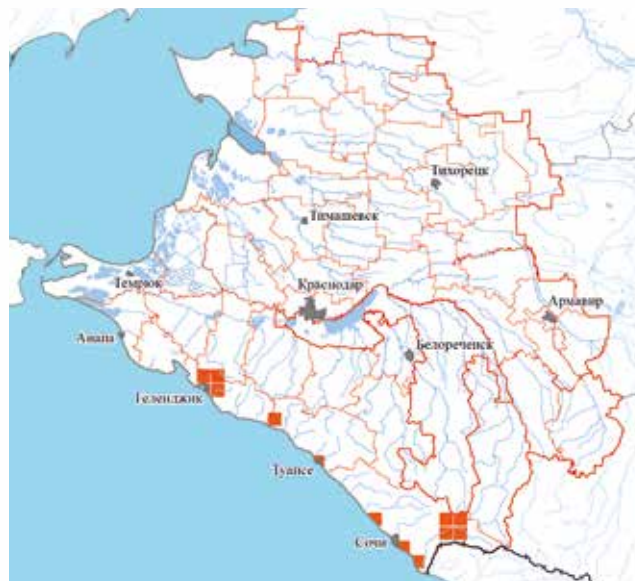 Тихорецк
Тимашевск
Темрюк
Краснодар
Армавир
Анапа
Белореченск
Геленджик
Туапсе
Сочи